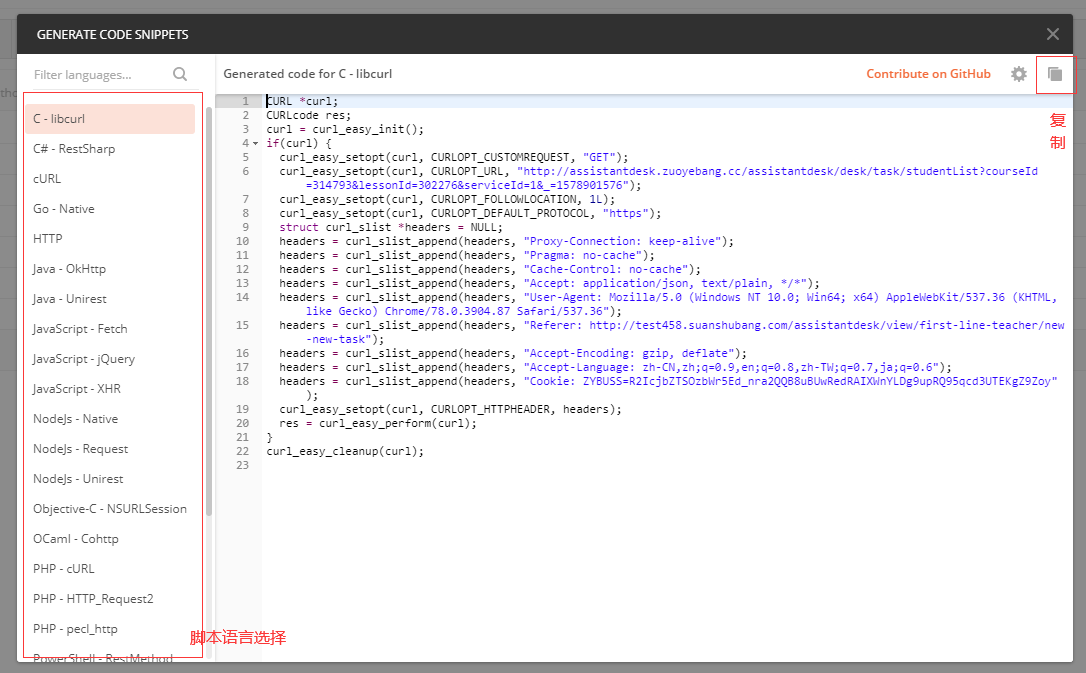 GENERATE CODE SNIPPETS
Filter languages...
Generated code for C - libcurl
Contribute on GitHub
复
制
C - libcurl
C# - RestSharp
cURL
Go - Native
HTTP
Java - OkHttp
Java - Unirest
JavaScript - Fetch
JavaScript - jQuery
JavaScript - XHR
NodeJs - Native
NodeJs - Request
NodeJs - Unirest
Objective-C - NSURLSession
OCaml - Cohttp
PHP - cURL
PHP - HTTP_Request2
PHP - pecl_http
PowerShell - RestMethod
脚本语言选择
1 CURL *curl;
2 CURLcode res;
3 curl = curl_easy_init();
4 if(curl) {
5 curl_easy_setopt(curl, CURLOPT_CUSTOMREQUEST, "GET");
6 curl_easy_setopt(curl, CURLOPT_URL, "http://assistantdesk.zuoyebang.cc/assistantdesk/desk/task/studentList?courseId
=314793&lessonId=302276&serviceId=1&_=1578901576");
7 curl_easy_setopt(curl, CURLOPT_FOLLOWLOCATION, 1L);
8 curl_easy_setopt(curl, CURLOPT_DEFAULT_PROTOCOL, "https");
9 struct curl_slist *headers = NULL;
10 headers = curl_slist_append(headers, "Proxy-Connection: keep-alive");
11 headers = curl_slist_append(headers, "Pragma: no-cache");
12 headers = curl_slist_append(headers, "Cache-Control: no-cache");
13 headers = curl_slist_append(headers, "Accept: application/json, text/plain, */*");
14 headers = curl_slist_append(headers, "User-Agent: Mozilla/5.0 (Windows NT 10.0; Win64; x64) AppleWebKit/537.36 (KHTML,
like Gecko) Chrome/78.0.3904.87 Safari/537.36");
15 headers = curl_slist_append(headers, "Referer: http://test458.suanshubang.com/assistantdesk/view/first-line-teacher/new
-new-task");
16 headers = curl_slist_append(headers, "Accept-Encoding: gzip, deflate");
17 headers = curl_slist_append(headers, "Accept-Language: zh-CN,zh;q=0.9,en;q=0.8,zh-TW;q=0.7,ja;q=0.6");
18 headers = curl_slist_append(headers, "Cookie: ZYBUSS=R2IcjbZTSOzbWr5Ed_nra2QQB8uBUwRedRAIXWnYLDg9upRQ95qcd3UTEKgZ9Zoy"
);
19 curl_easy_setopt(curl, CURLOPT_HTTPHEADER, headers);
20 res = curl_easy_perform(curl);
21 }
22 curl_easy_cleanup(curl);
23